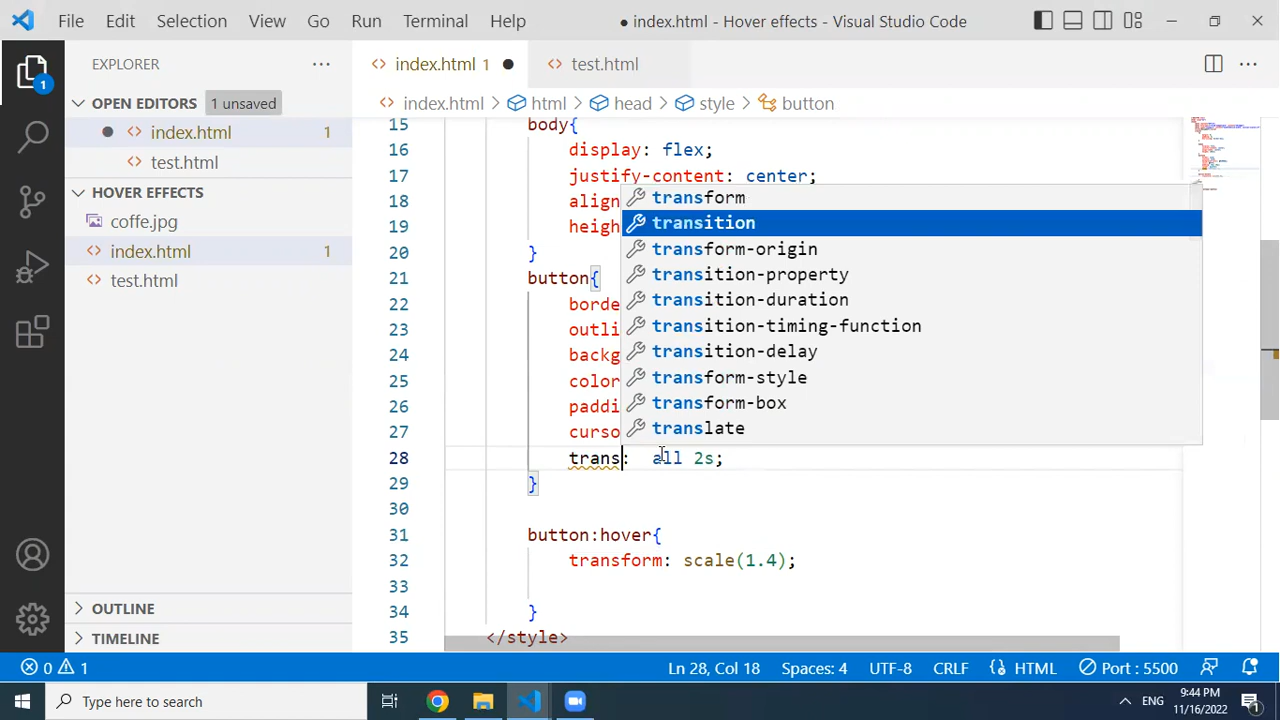 File Edit Selection View Go Run Terminal Help ● index.html - Hover effects - Visual Studio Code
EXPLORER
index.html 1
test.html
OPEN EDITORS 1 unsaved
index.html > html > head > style > button
index.html 1
test.html
HOVER EFFECTS
coffe.jpg
index.html 1
test.html
15 body{
16 display: flex;
17 justify-content: center;
18 align
19 heigh
20 }
21 button{
22 borde
23 outli
24 backg
25 color
26 paddi
27 curso
28 trans: all 2s;
29 }
30
31 button:hover{
32 transform: scale(1.4);
33
34 }
35 </style>
transform
transition
transform-origin
transition-property
transition-duration
transition-timing-function
transition-delay
transform-style
transform-box
translate
OUTLINE
TIMELINE
0 1 Ln 28, Col 18 Spaces: 4 UTF-8 CRLF HTML Port : 5500
Type here to search
ENG
9:44 PM
11/16/2022
1